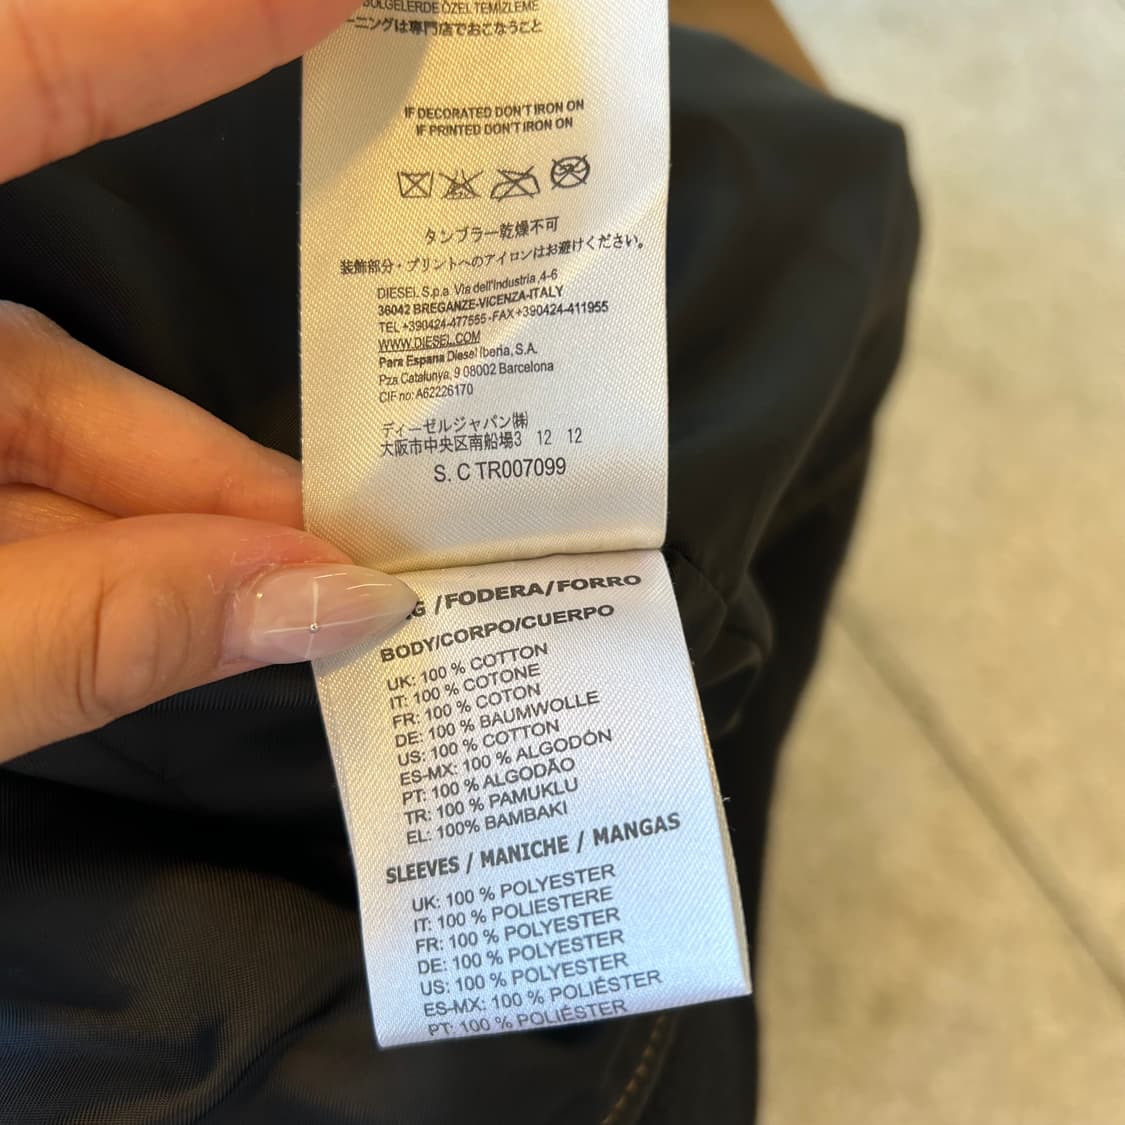 BÖLGELERDE ÖZEL TEMİZLEME
ーニングは専門店でおこなうこと
IF DECORATED DON'T IRON ON
IF PRINTED DON'T IRON ON
タンブラー乾燥不可
装飾部分・プリントへのアイロンはお避けください。
DIESEL S.p.a Via dell'Industria ,4-6
36042 BREGANZE-VICENZA-ITALY
TEL +390424-477555 -FAX +390424-411955
WWW.DIESEL.COM
Para Espana Diesel Iberia, S.A.
Pza Catalunya, 9 08002 Barcelona
CIF no: A62226170
ディーゼルジャパン㈱
大阪市中央区南船場3 12 12
S. C TR007099
G /FODERA/FORRO
BODY/CORPO/CUERPO
UK: 100 % COTTON
IT: 100 % COTONE
FR: 100 % COTON
DE: 100 % BAUMWOLLE
US: 100 % COTTON
ES-MX: 100 % ALGODÓN
PT: 100 % ALGODÃO
TR: 100 % PAMUKLU
EL: 100% BAMBAKI
SLEEVES / MANICHE / MANGAS
UK: 100 % POLYESTER
IT: 100 % POLIESTERE
FR: 100 % POLYESTER
DE: 100 % POLYESTER
US: 100 % POLYESTER
ES-MX: 100 % POLIÉSTER
PT: 100 % POLIÉSTER